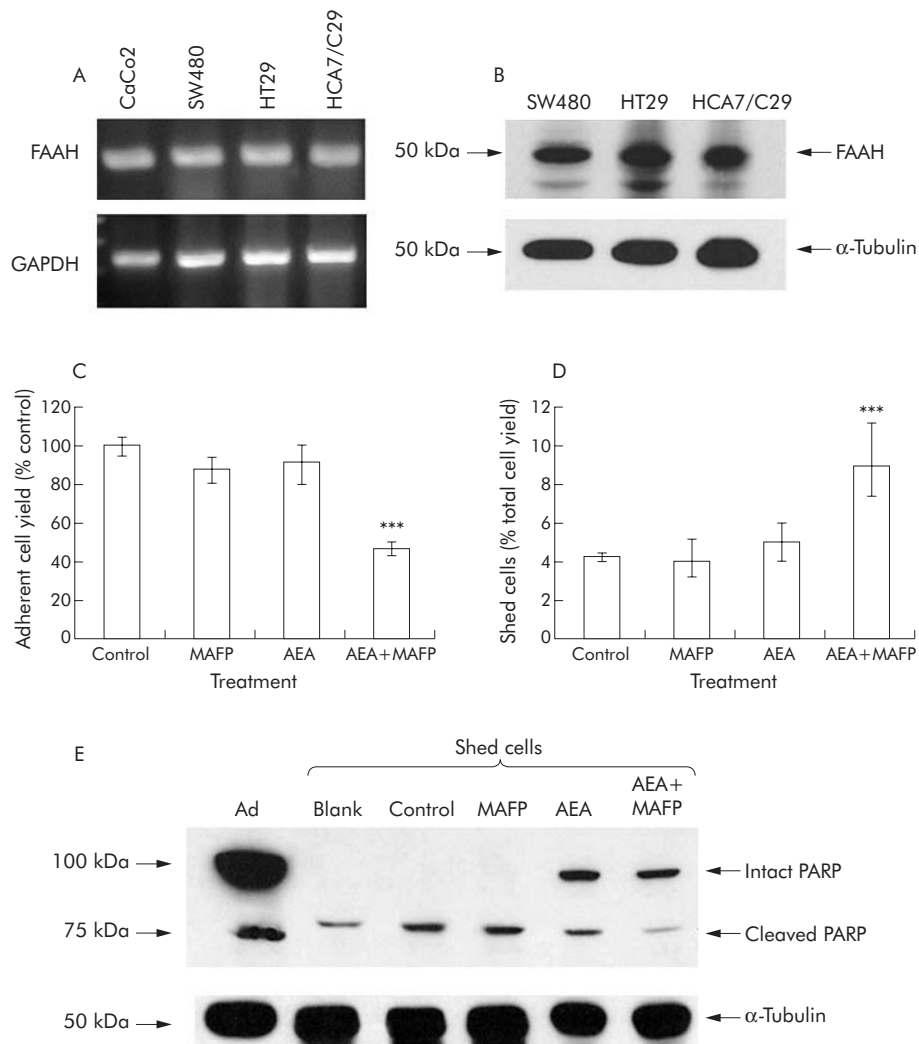 A
CaCo2
SW480
HT29
HCA7/C29
FAAH
GAPDH
B
SW480 HT29 HCA7/C29
50 kDa
FAAH
50 kDa
α-Tubulin
C
Adherent cell yield (% control)
120
100
80
60
40
20
0
***
Control MAFP AEA AEA+MAFP
Treatment
D
Shed cells (% total cell yield)
12
10
8
6
4
2
0
***
Control MAFP AEA AEA+MAFP
Treatment
E
Shed cells
Ad Blank Control MAFP AEA AEA+
MAFP
100 kDa
Intact PARP
75 kDa
Cleaved PARP
50 kDa
α-Tubulin